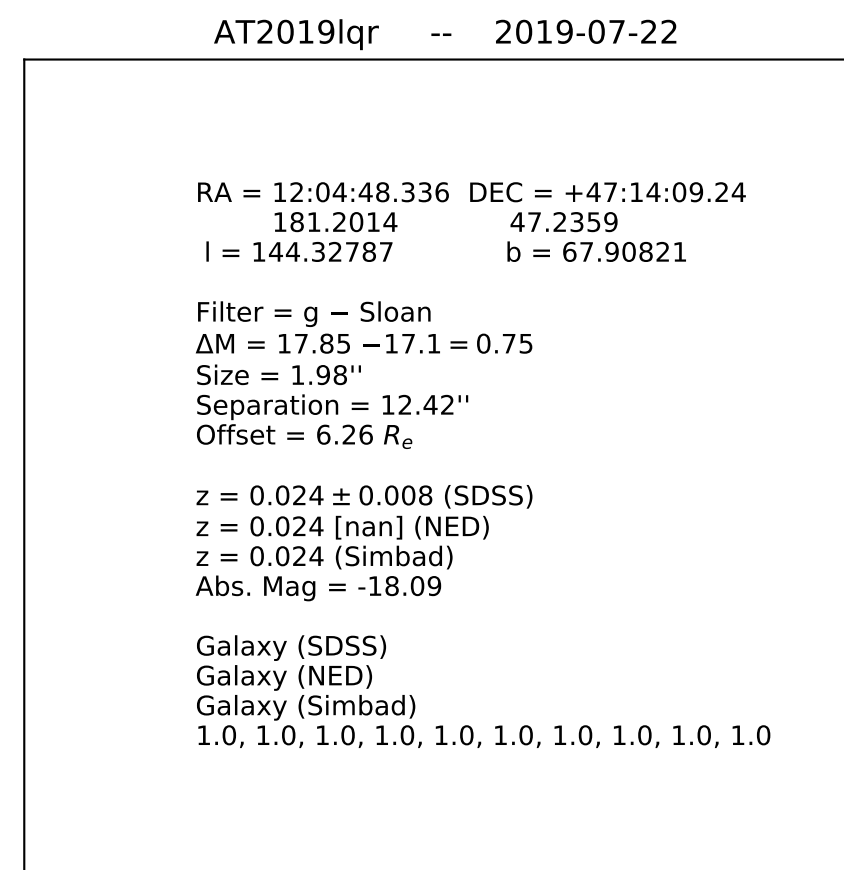 AT2019lqr -- 2019-07-22
RA = 12:04:48.336 DEC = +47:14:09.24
181.2014 47.2359
l = 144.32787 b = 67.90821
Filter = g − Sloan
ΔM = 17.85 −17.1 = 0.75
Size = 1.98''
Separation = 12.42''
Offset = 6.26 Re
z = 0.024 ± 0.008 (SDSS)
z = 0.024 [nan] (NED)
z = 0.024 (Simbad)
Abs. Mag = -18.09
Galaxy (SDSS)
Galaxy (NED)
Galaxy (Simbad)
1.0, 1.0, 1.0, 1.0, 1.0, 1.0, 1.0, 1.0, 1.0, 1.0